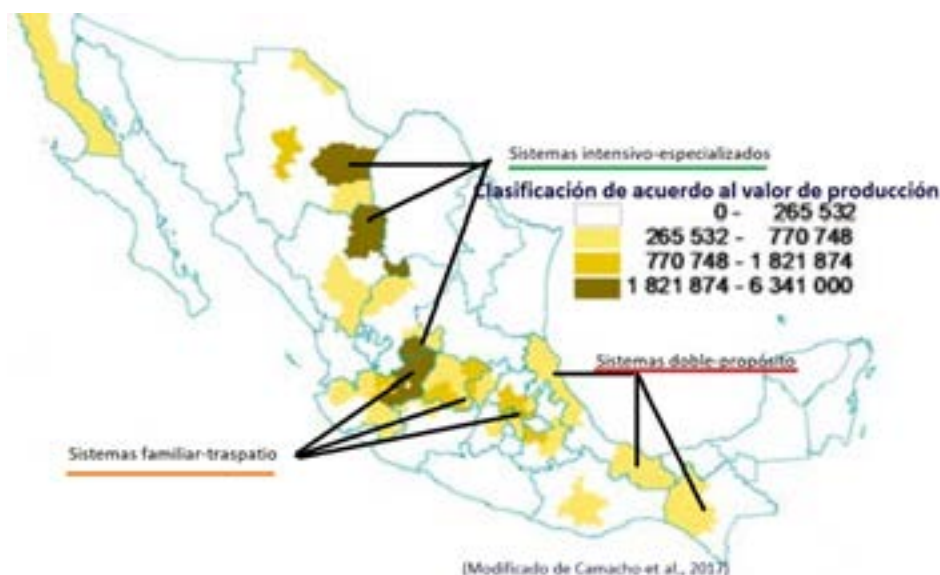 Sistemas intensivo-especializados
Clasificación de acuerdo al valor de producción
0 - 265 532
265 532 - 770 748
770 748 - 1 821 874
1 821 874 - 6 341 000
Sistemas doble-propósito
Sistemas familiar-traspatio
(Modificado de Camacho et al., 2017)